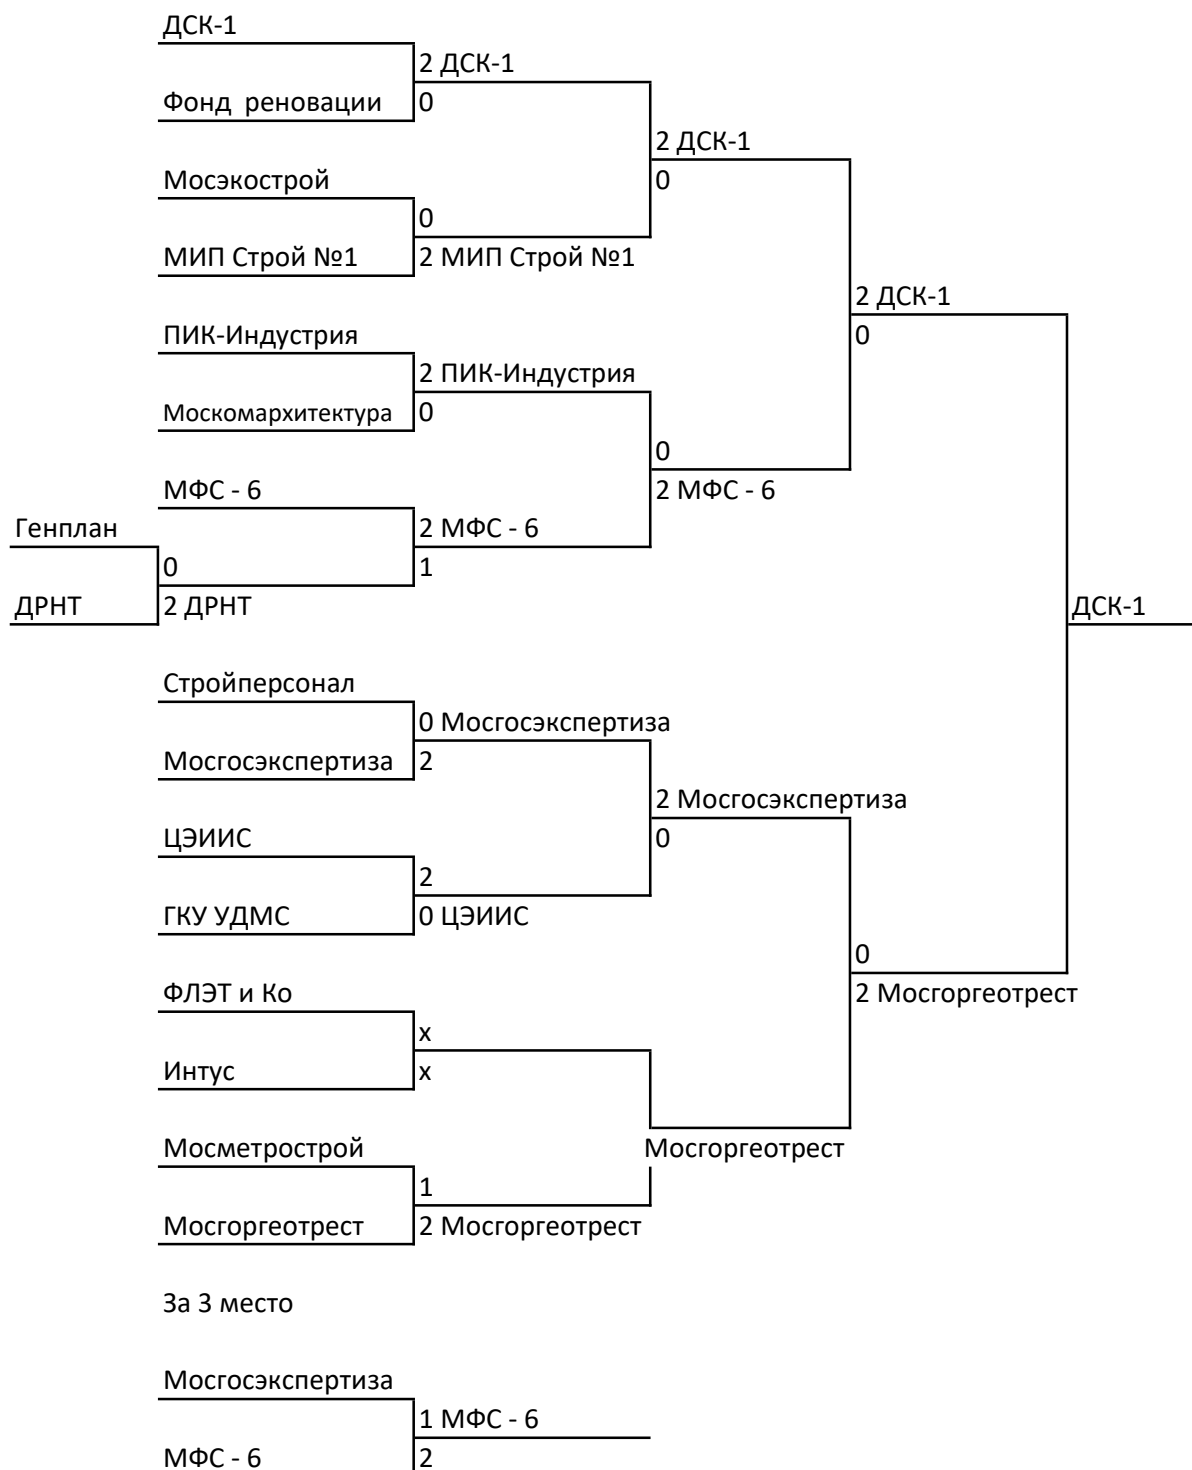 ДСК-1
2 ДСК-1
Фонд реновации
0
2 ДСК-1
Мосэкострой
0
0
МИП Строй №1
2 МИП Строй №1
2 ДСК-1
ПИК-Индустрия
0
2 ПИК-Индустрия
Москомархитектура
0
0
МФС - 6
2 МФС - 6
Генплан
2 МФС - 6
0
1
ДРНТ
2 ДРНТ
ДСК-1
Стройперсонал
0 Мосгосэкспертиза
Мосгосэкспертиза
2
2 Мосгосэкспертиза
ЦЭИИС
0
2
ГКУ УДМС
0 ЦЭИИС
0
ФЛЭТ и Ко
2 Мосгоргеотрест
х
Интус
х
Мосметрострой
Мосгоргеотрест
1
Мосгоргеотрест
2 Мосгоргеотрест
За 3 место
Мосгосэкспертиза
1 МФС - 6
МФС - 6
2